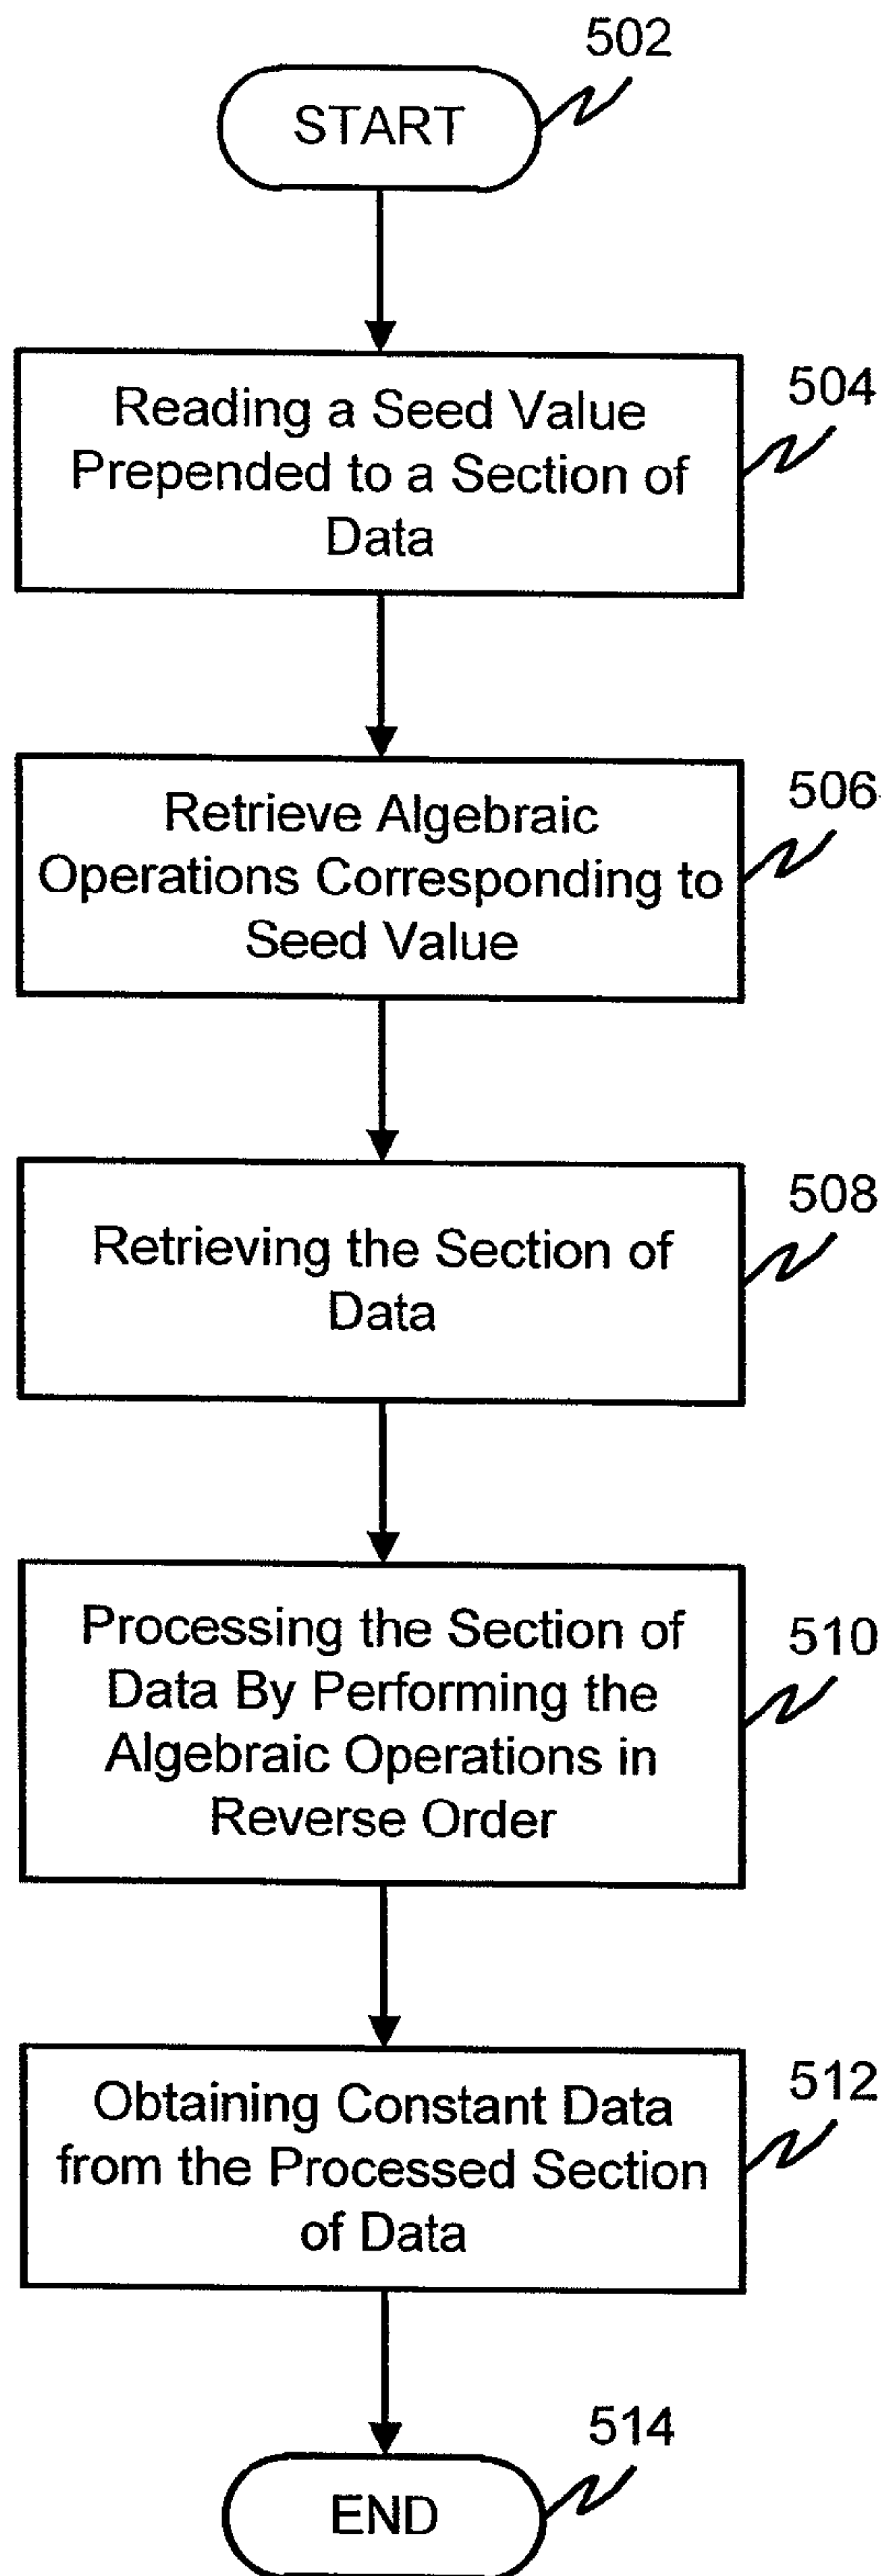 502
START
504
Reading a Seed Value
Prepended to a Section of
Data
506
Retrieve Algebraic
Operations Corresponding to
Seed Value
508
Retrieving the Section of
Data
510
Processing the Section of
Data By Performing the
Algebraic Operations in
Reverse Order
512
Obtaining Constant Data
from the Processed Section
of Data
514
END